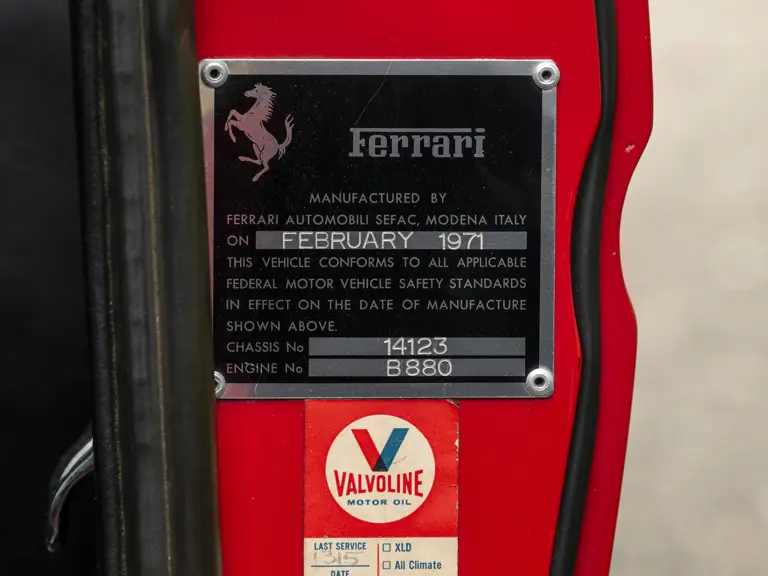 Ferrari
MANUFACTURED BY
FERRARI AUTOMOBILI SEFAC, MODENA ITALY
ON FEBRUARY 1971
THIS VEHICLE CONFORMS TO ALL APPLICABLE
FEDERAL MOTOR VEHICLE SAFETY STANDARDS
IN EFFECT ON THE DATE OF MANUFACTURE
SHOWN ABOVE.
CHASSIS No 14123
ENGINE No B880
V
VALVOLINE
MOTOR OIL
LAST SERVICE
1315
DATE
XLD
All Climate